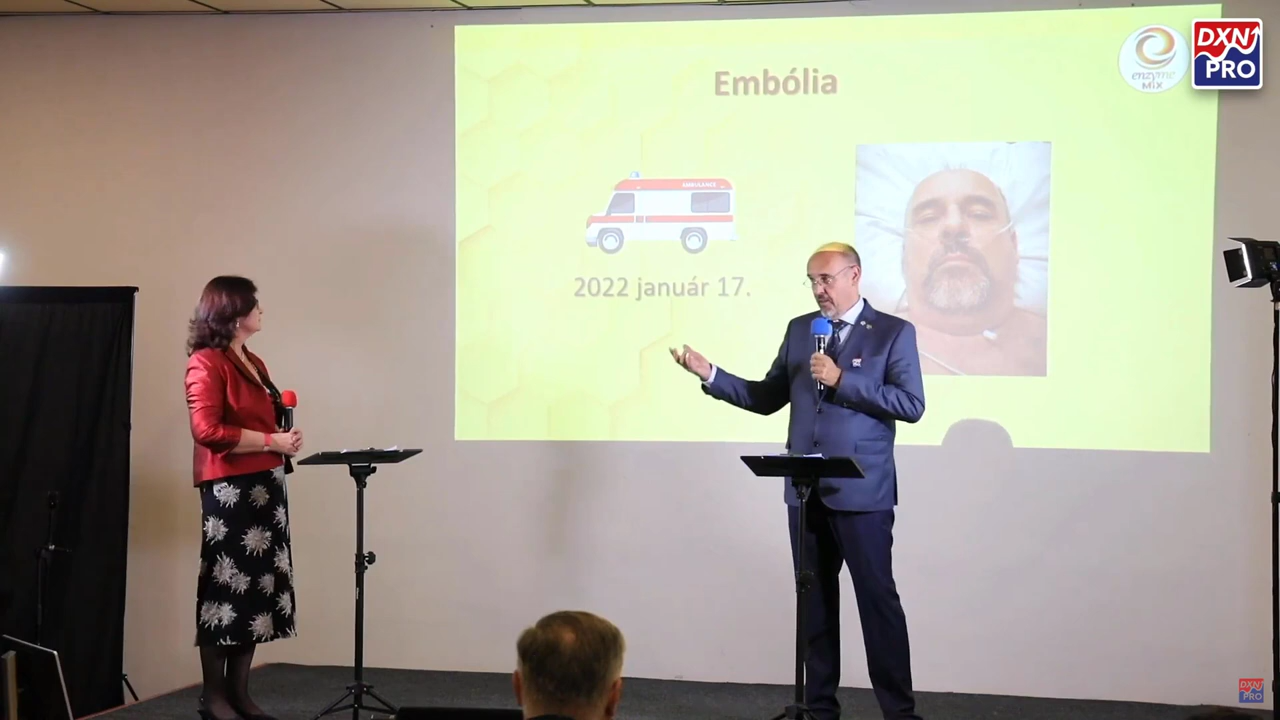 Embólia
enzyme
MIX
DXN
PRO
AMBULANCE
2022 január 17.
DXN
PRO